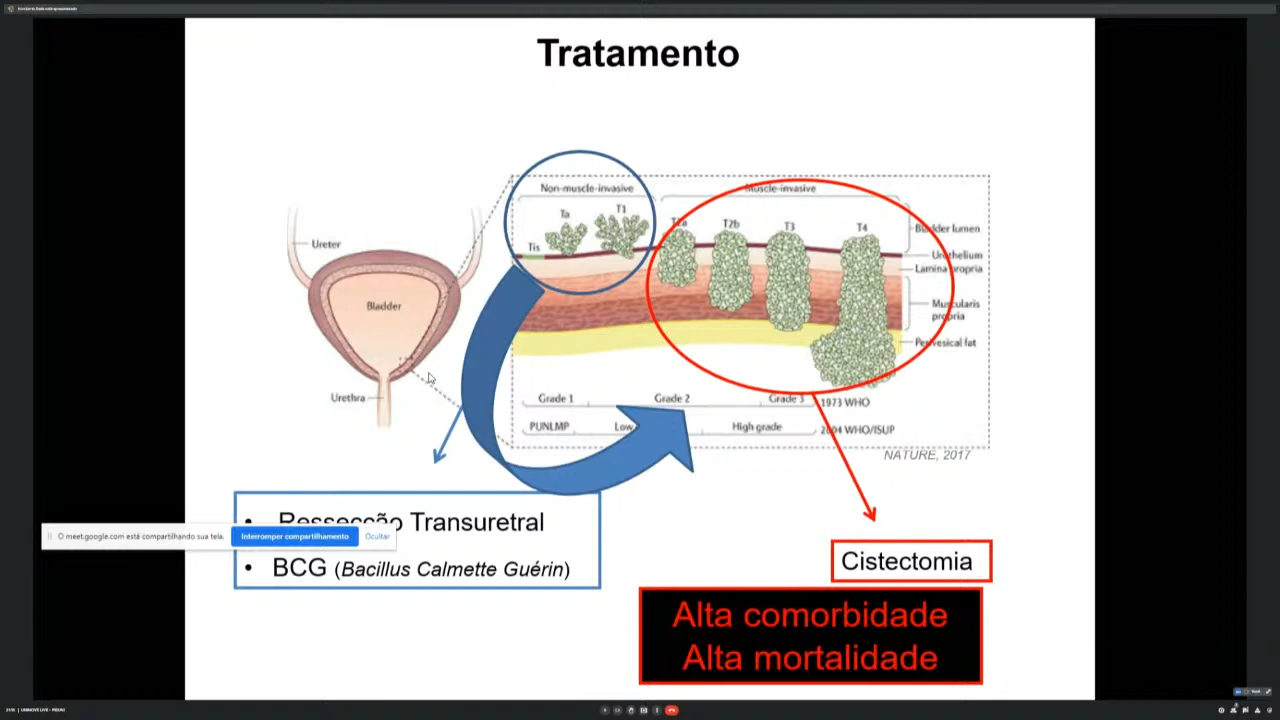 Tratamento
Non-muscle-invasive
Muscle-invasive
Ta
T1
T2a
T2b
T3
T4
Tis
Bladder lumen
Urothelium
Lamina propria
Muscularis
propria
Perivesical fat
Ureter
Bladder
Urethra
Grade 1
Grade 2
Grade 3
1973 WHO
PUNLMP
Low
High grade
2004 WHO/ISUP
NATURE, 2017
• Ressecção Transuretral
O meet.google.com está compartilhando sua tela.
Interromper compartilhamento
Ocultar
• BCG (Bacillus Calmette Guérin)
Cistectomia
Alta comorbidade
Alta mortalidade